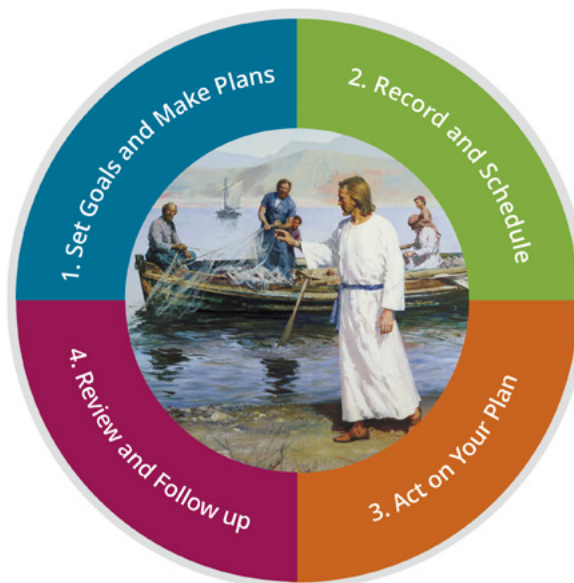 1. Set Goals and Make Plans
2. Record and Schedule
3. Act on Your Plan
4. Review and Follow up